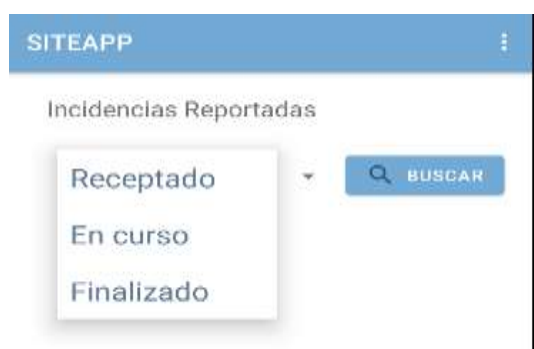 SITEAPP
Incidencias Reportadas
Receptado
BUSCAR
En curso
Finalizado